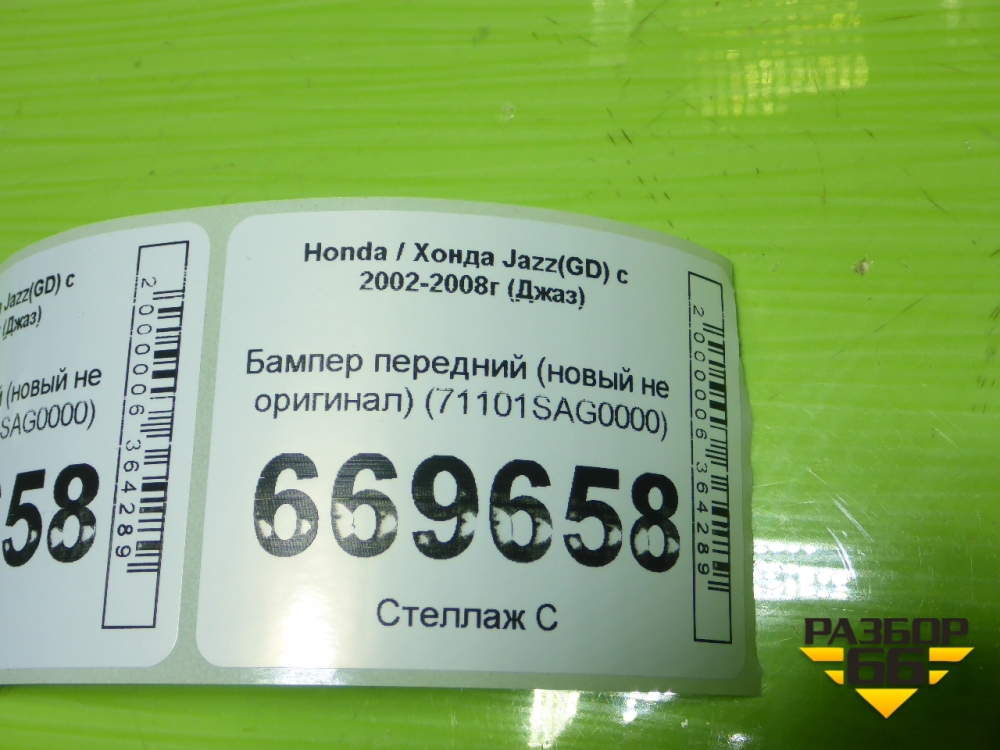 Jazz(GD) с
(Джаз)
(новый не
SAG0000)
658
2000006364289
Honda / Хонда Jazz(GD) с
2002-2008г (Джаз)
Бампер передний (новый не
оригинал) (71101SAG0000)
669658
Стеллаж С
2000006364289
РАЗБОР
66